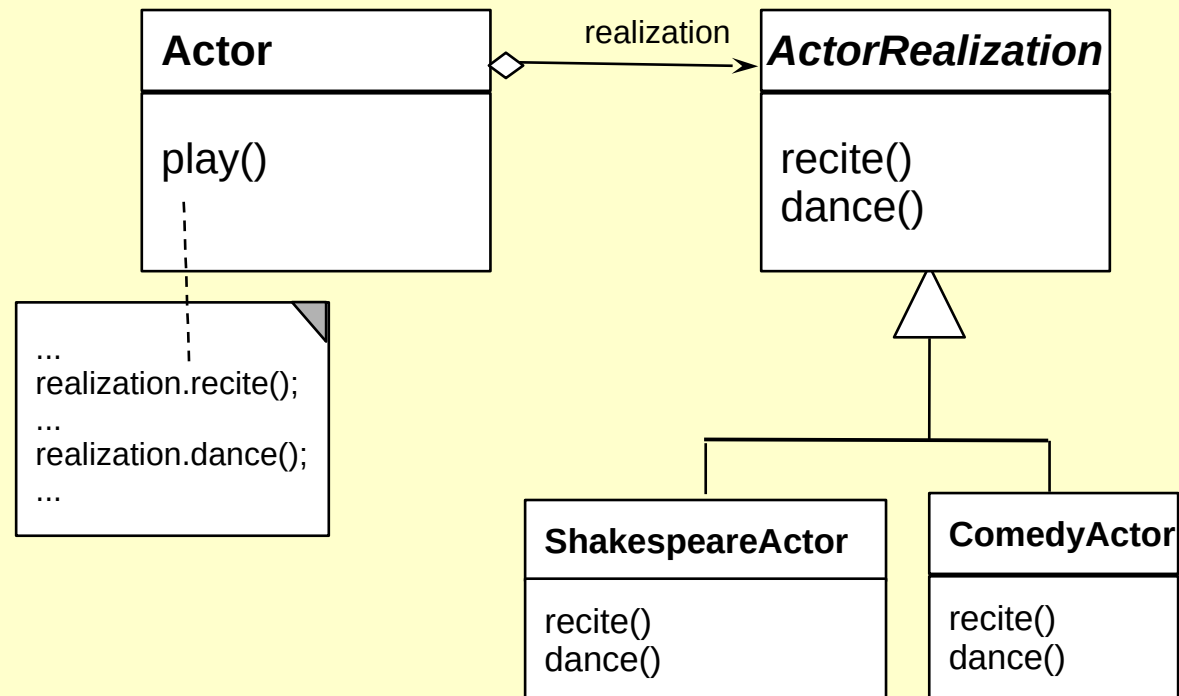 Actor
realization
ActorRealization
play()
recite()
dance()
...
realization.recite();
...
realization.dance();
...
ShakespeareActor
recite()
dance()
ComedyActor
recite()
dance()